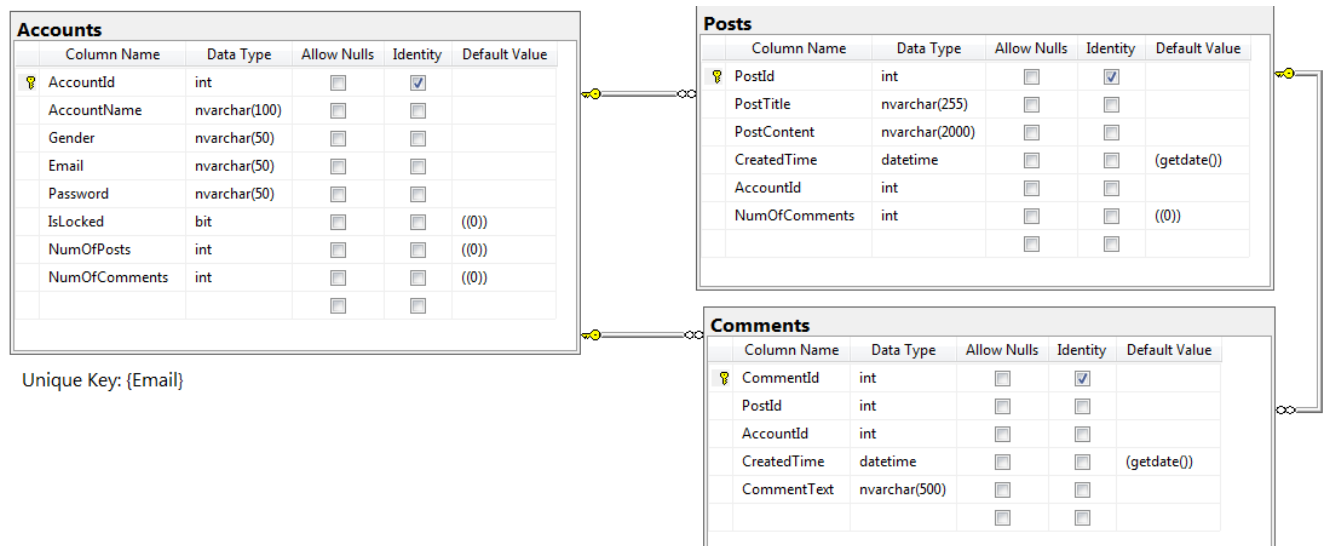 Accounts
Column Name Data Type Allow Nulls Identity Default Value
AccountId int
AccountName nvarchar(100)
Gender nvarchar(50)
Email nvarchar(50)
Password nvarchar(50)
IsLocked bit ((0))
NumOfPosts int ((0))
NumOfComments int ((0))
Unique Key: {Email}
Posts
Column Name Data Type Allow Nulls Identity Default Value
PostId int
PostTitle nvarchar(255)
PostContent nvarchar(2000)
CreatedTime datetime (getdate())
AccountId int
NumOfComments int ((0))
Comments
Column Name Data Type Allow Nulls Identity Default Value
CommentId int
PostId int
AccountId int
CreatedTime datetime (getdate())
CommentText nvarchar(500)